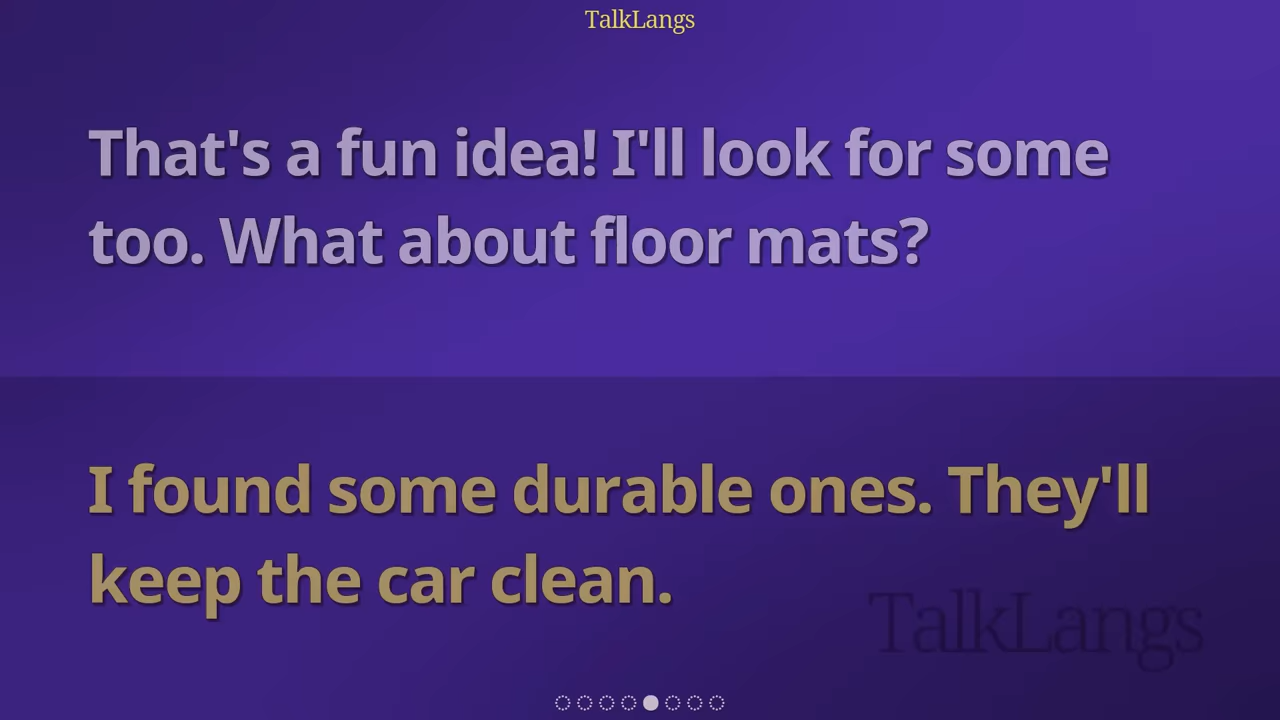 TalkLangs
That's a fun idea! I'll look for some
too. What about floor mats?
I found some durable ones. They'll
keep the car clean.
TalkLangs